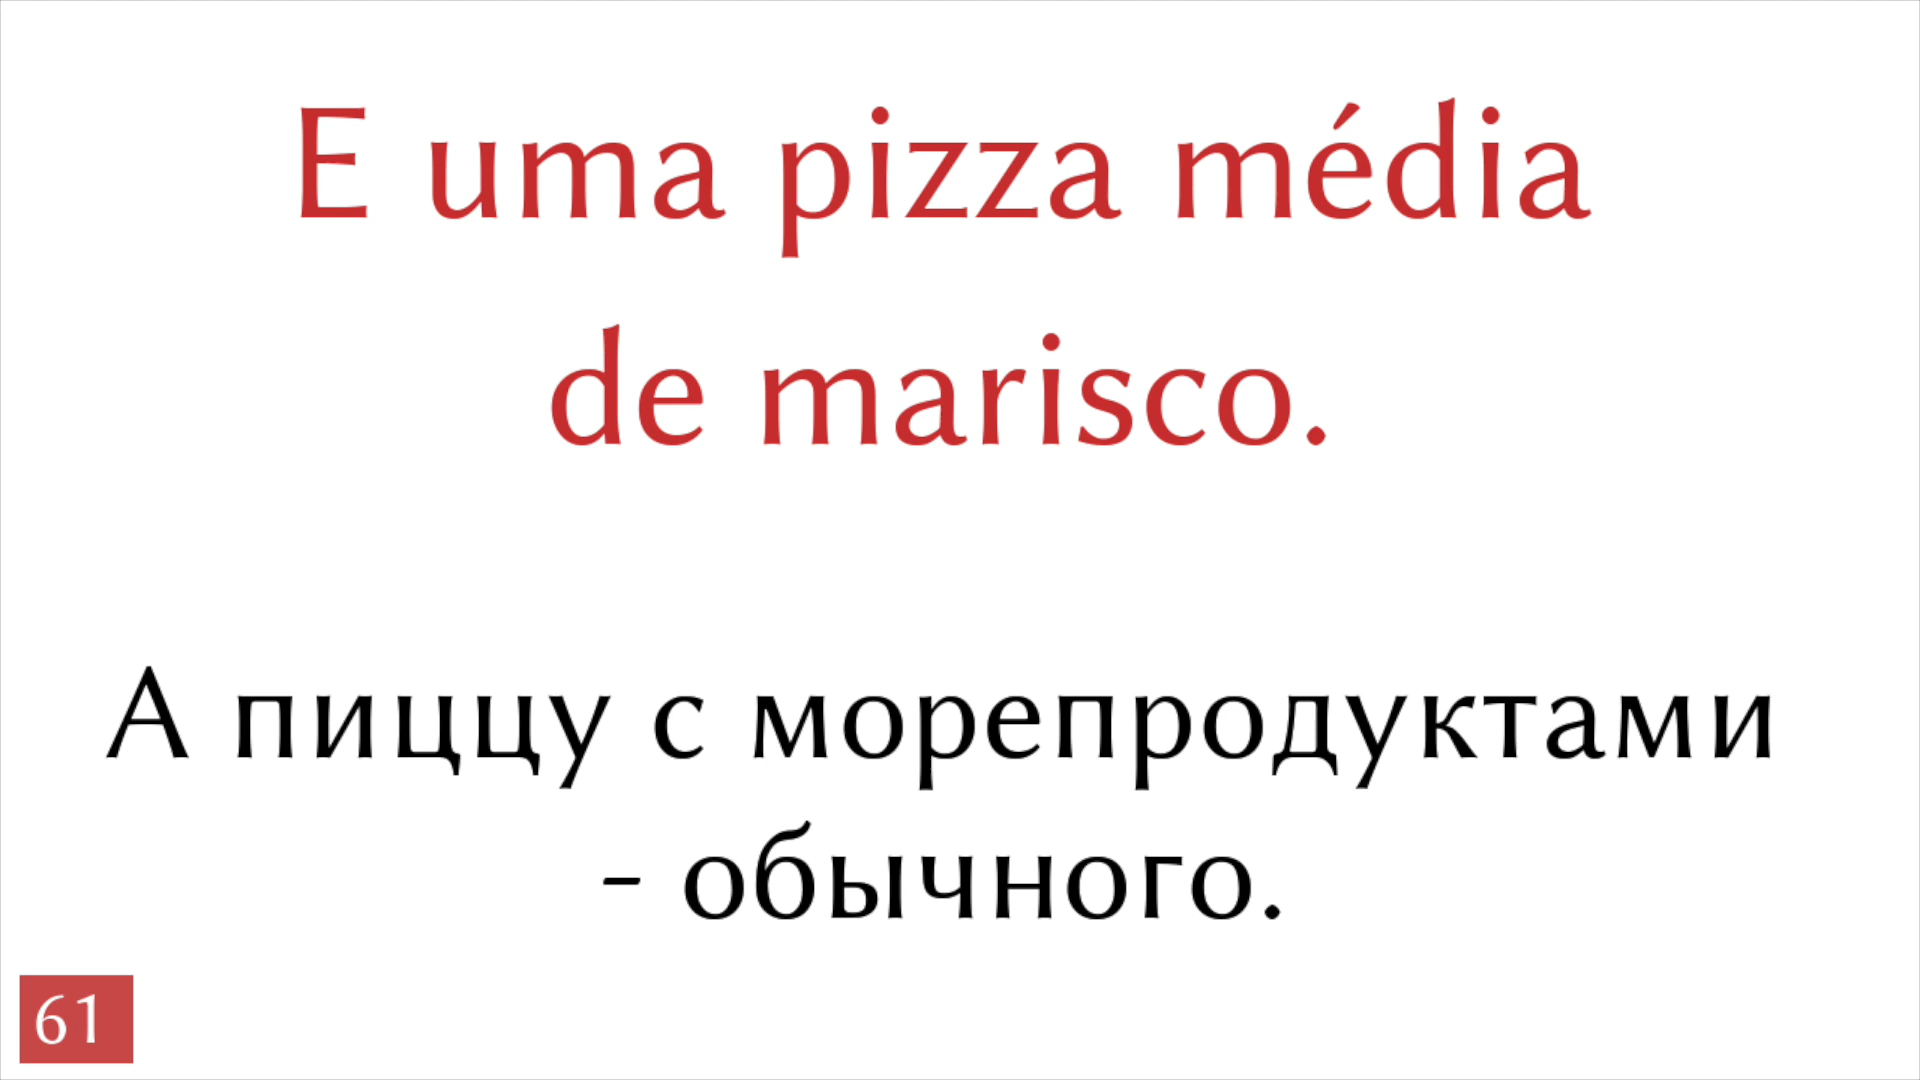 E uma pizza média
de marisco.
А пиццу с морепродуктами
- обычного.
61